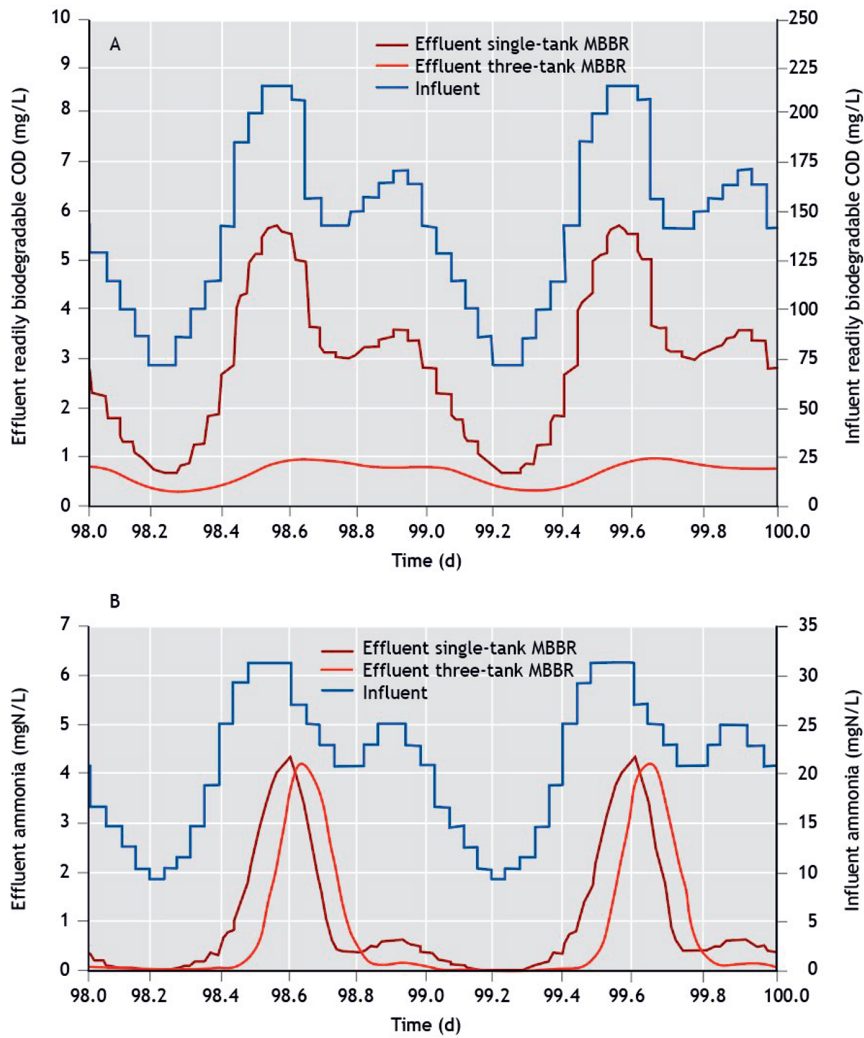 A
Effluent single-tank MBBR
Effluent three-tank MBBR
Influent
Effluent readily biodegradable COD (mg/L)
10
9
8
7
6
5
4
3
2
1
0
250
225
200
175
150
125
100
75
50
25
0
Influent readily biodegradable COD (mg/L)
98.0 98.2 98.4 98.6 98.8 99.0 99.2 99.4 99.6 99.8 100.0
Time (d)
B
Effluent single-tank MBBR
Effluent three-tank MBBR
Influent
Effluent ammonia (mgN/L)
7
6
5
4
3
2
1
0
35
30
25
20
15
10
5
0
Influent ammonia (mgN/L)
98.0 98.2 98.4 98.6 98.8 99.0 99.2 99.4 99.6 99.8 100.0
Time (d)